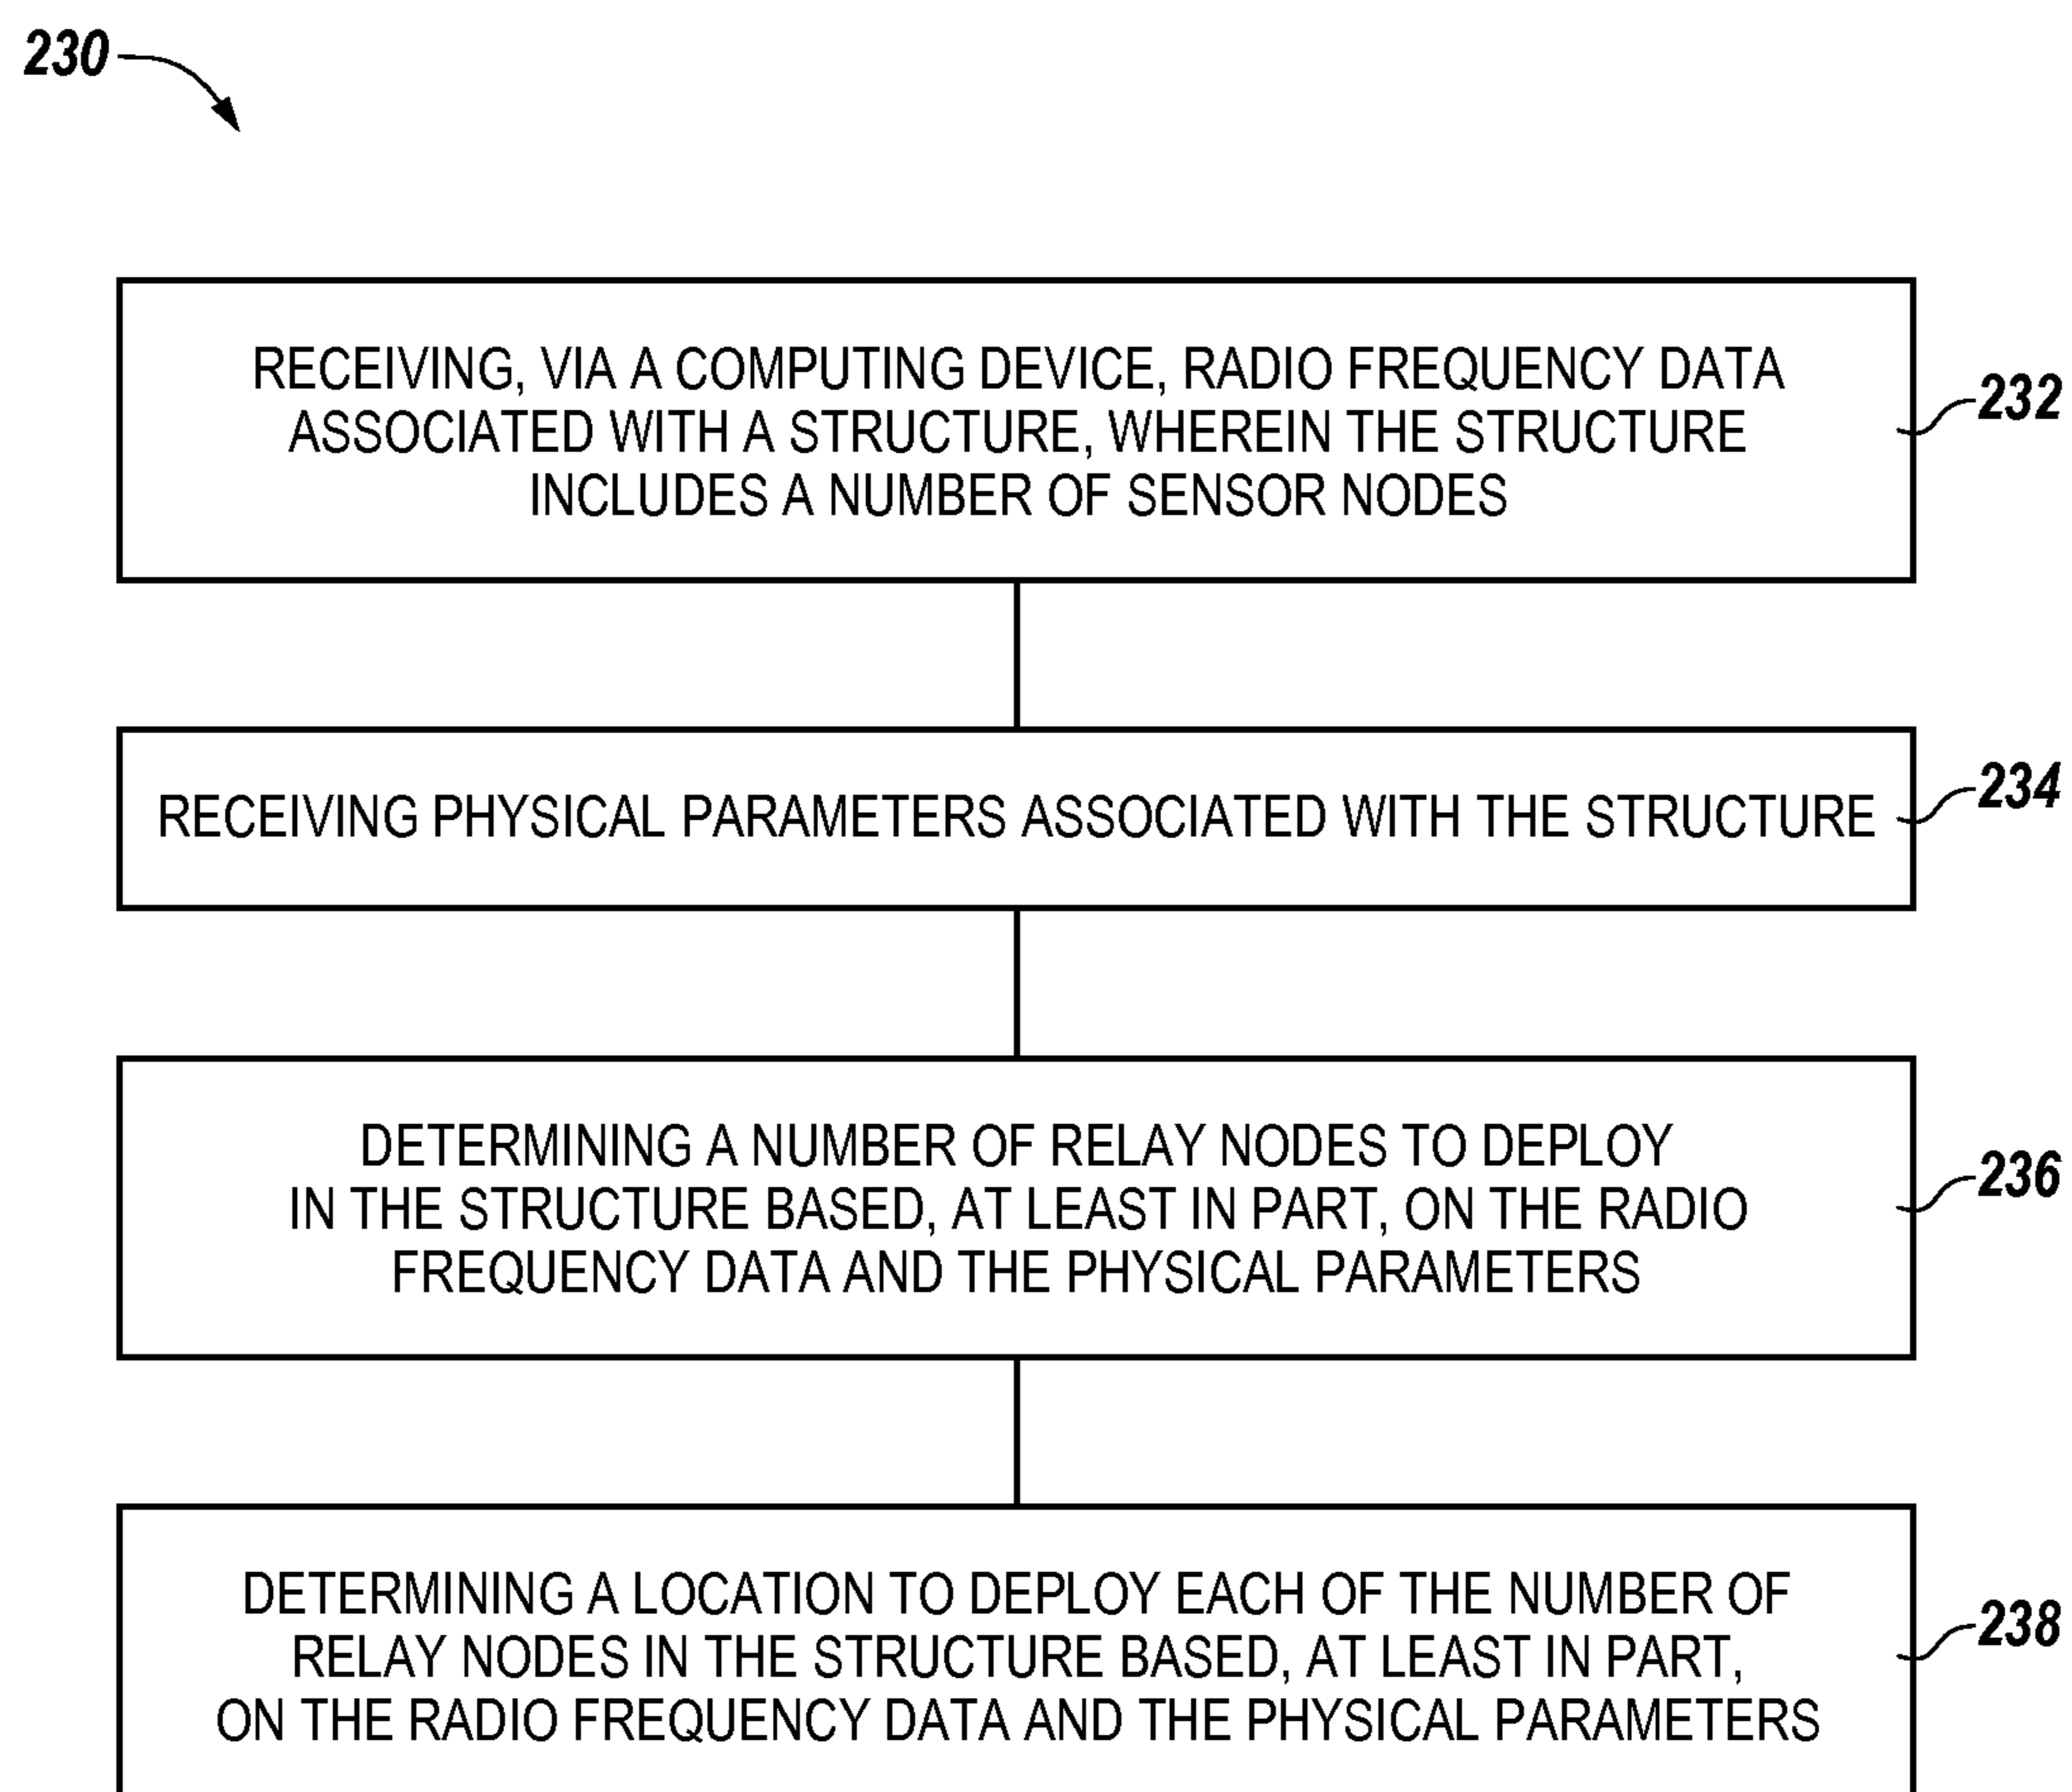 230
RECEIVING, VIA A COMPUTING DEVICE, RADIO FREQUENCY DATA
ASSOCIATED WITH A STRUCTURE, WHEREIN THE STRUCTURE
INCLUDES A NUMBER OF SENSOR NODES
232
RECEIVING PHYSICAL PARAMETERS ASSOCIATED WITH THE STRUCTURE
234
DETERMINING A NUMBER OF RELAY NODES TO DEPLOY
IN THE STRUCTURE BASED, AT LEAST IN PART, ON THE RADIO
FREQUENCY DATA AND THE PHYSICAL PARAMETERS
236
DETERMINING A LOCATION TO DEPLOY EACH OF THE NUMBER OF
RELAY NODES IN THE STRUCTURE BASED, AT LEAST IN PART,
ON THE RADIO FREQUENCY DATA AND THE PHYSICAL PARAMETERS
238